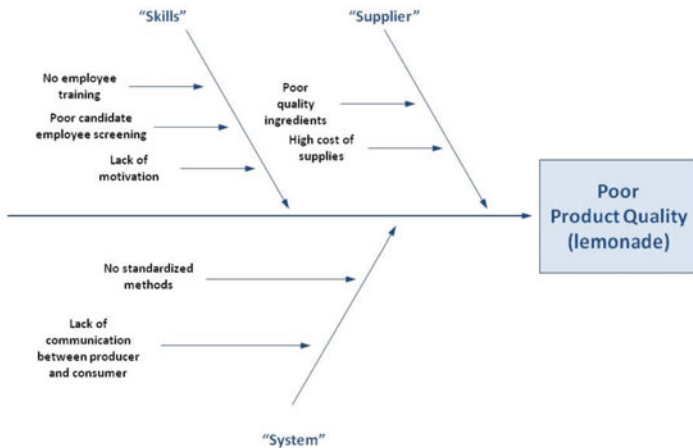 “Skills”
“Supplier”
No employee
training
Poor candidate
employee screening
Lack of
motivation
Poor
quality
ingredients
High cost of
supplies
Poor
Product Quality
(lemonade)
No standardized
methods
Lack of
communication
between producer
and consumer
“System”